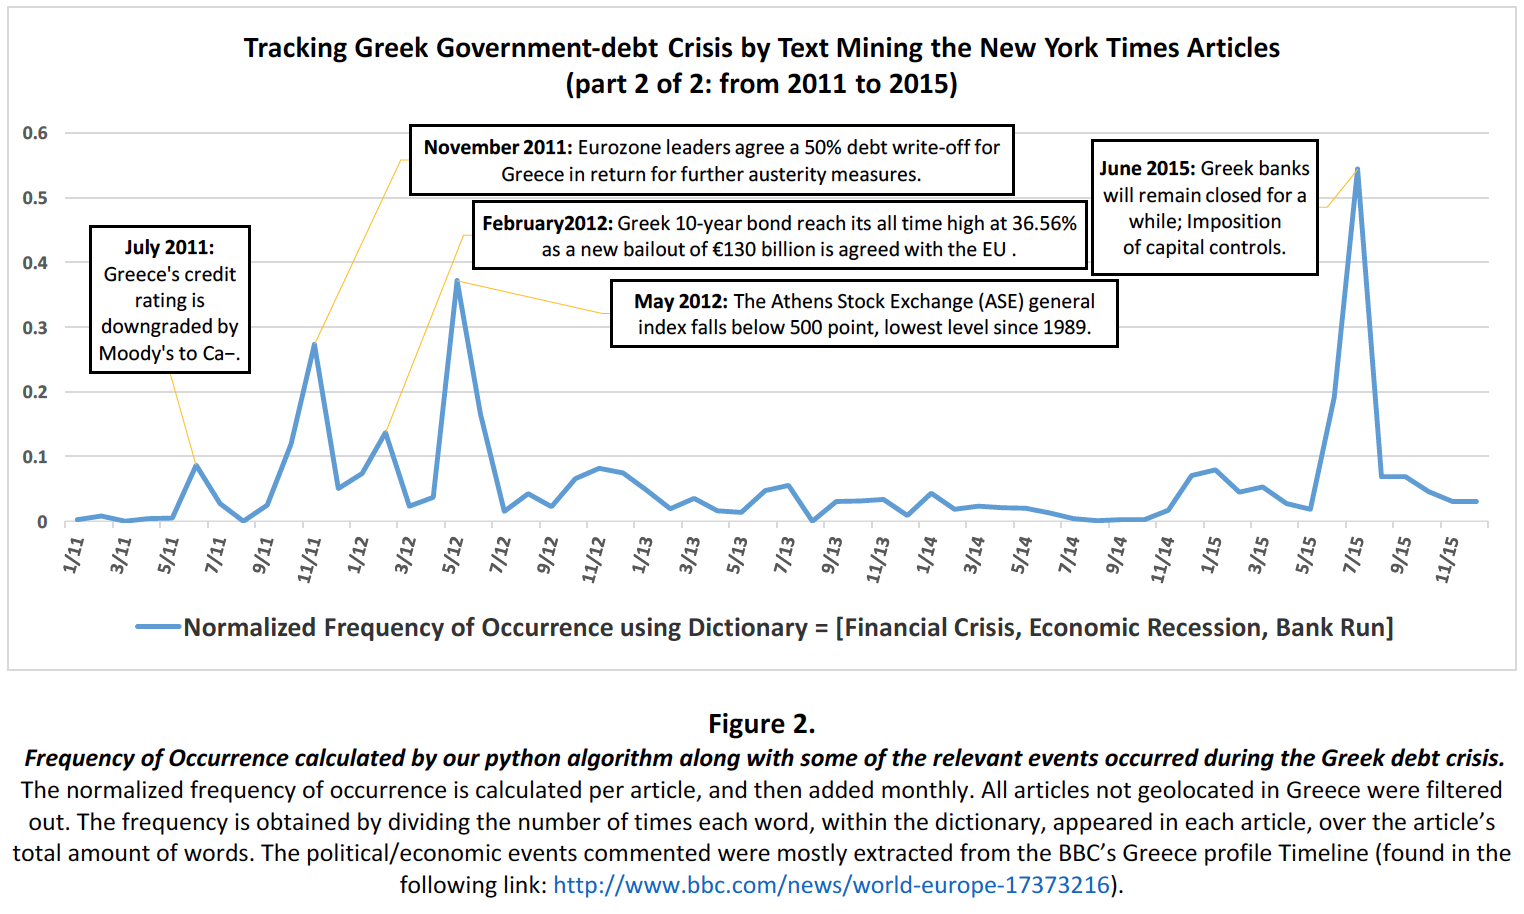 Tracking Greek Government-debt Crisis by Text Mining the New York Times Articles
(part 2 of 2: from 2011 to 2015)
0.6
0.5
0.4
0.3
0.2
0.1
0
November 2011: Eurozone leaders agree a 50% debt write-off for
Greece in return for further austerity measures.
June 2015: Greek banks
will remain closed for a
while; Imposition
of capital controls.
February2012: Greek 10-year bond reach its all time high at 36.56%
as a new bailout of €130 billion is agreed with the EU .
July 2011:
Greece's credit
rating is
downgraded by
Moody's to Ca−.
May 2012: The Athens Stock Exchange (ASE) general
index falls below 500 point, lowest level since 1989.
1/11
3/11
5/11
7/11
9/11
11/11
1/12
3/12
5/12
7/12
9/12
11/12
1/13
3/13
5/13
7/13
9/13
11/13
1/14
3/14
5/14
7/14
9/14
11/14
1/15
3/15
5/15
7/15
9/15
11/15
Normalized Frequency of Occurrence using Dictionary = [Financial Crisis, Economic Recession, Bank Run]
Figure 2.
Frequency of Occurrence calculated by our python algorithm along with some of the relevant events occurred during the Greek debt crisis.
The normalized frequency of occurrence is calculated per article, and then added monthly. All articles not geolocated in Greece were filtered
out. The frequency is obtained by dividing the number of times each word, within the dictionary, appeared in each article, over the article's
total amount of words. The political/economic events commented were mostly extracted from the BBC's Greece profile Timeline (found in the
following link: http://www.bbc.com/news/world-europe-17373216).